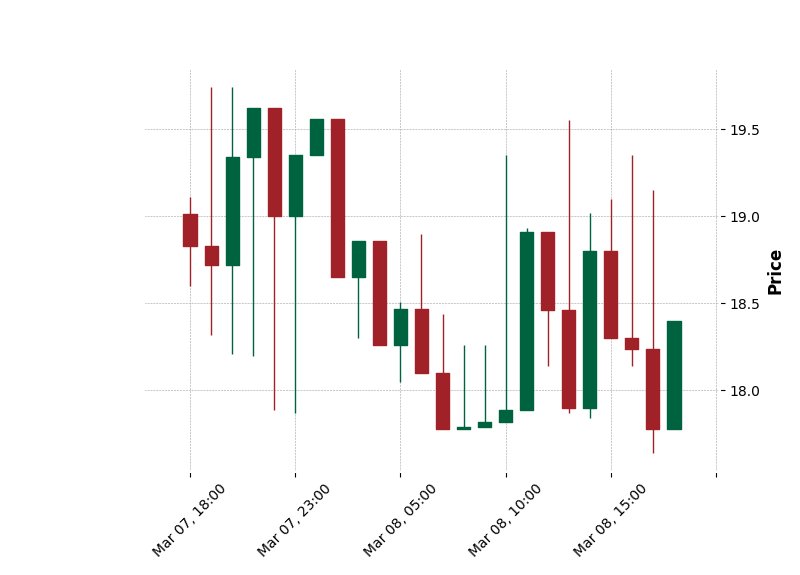 19.5
19.0
18.5
18.0
Price
Mar 07, 18:00
Mar 07, 23:00
Mar 08, 05:00
Mar 08, 10:00
Mar 08, 15:00